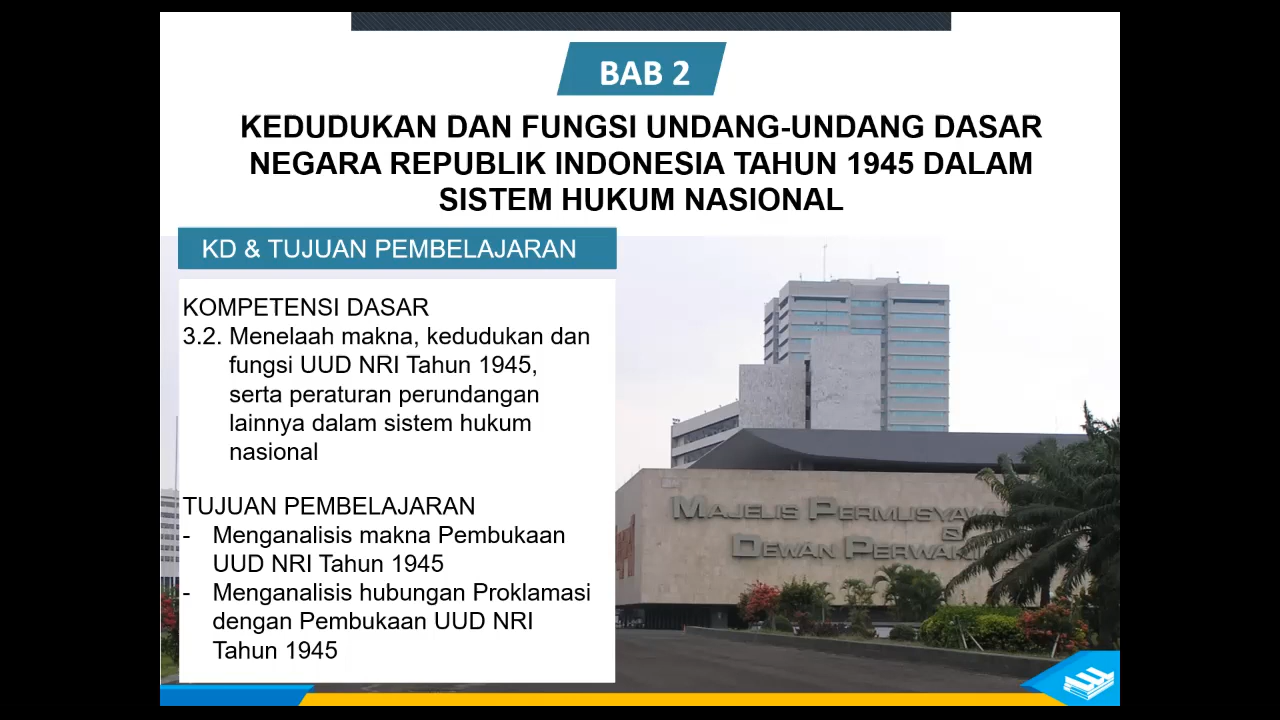 BAB 2
KEDUDUKAN DAN FUNGSI UNDANG-UNDANG DASAR
NEGARA REPUBLIK INDONESIA TAHUN 1945 DALAM
SISTEM HUKUM NASIONAL
KD & TUJUAN PEMBELAJARAN
KOMPETENSI DASAR
3.2. Menelaah makna, kedudukan dan
fungsi UUD NRI Tahun 1945,
serta peraturan perundangan
lainnya dalam sistem hukum
nasional
TUJUAN PEMBELAJARAN
- Menganalisis makna Pembukaan
UUD NRI Tahun 1945
- Menganalisis hubungan Proklamasi
dengan Pembukaan UUD NRI
Tahun 1945
MAJELIS
&
DEWAN